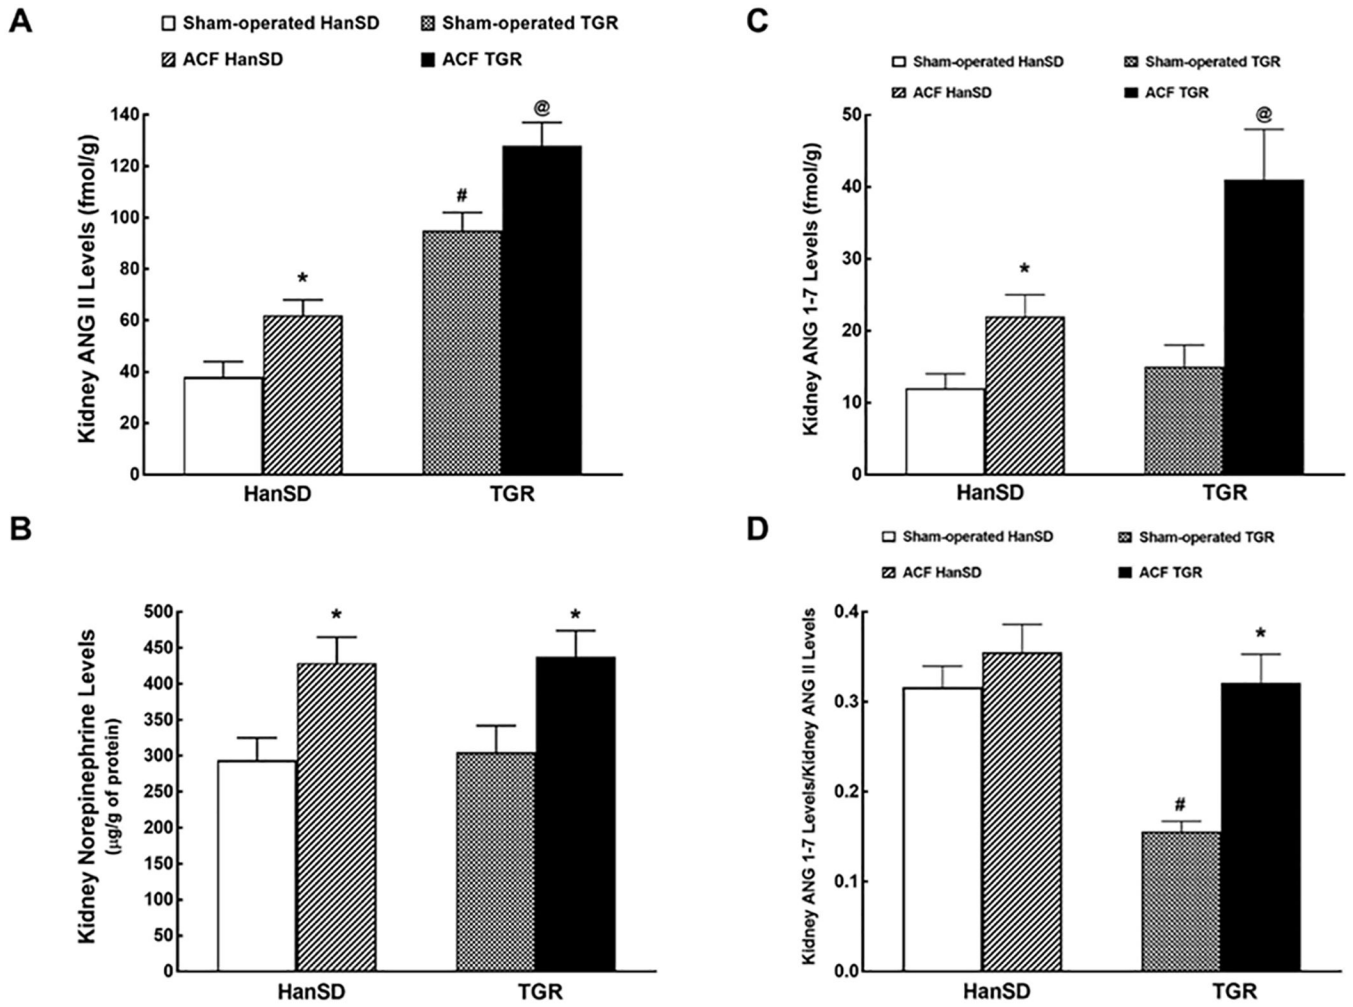 A
Sham-operated HanSD
Sham-operated TGR
ACF HanSD
ACF TGR
Kidney ANG II Levels (fmol/g)
140
@
120
#
100
80
*
60
40
20
0
HanSD
TGR
C
Sham-operated HanSD
Sham-operated TGR
ACF HanSD
ACF TGR
Kidney ANG 1-7 Levels (fmol/g)
50
@
40
30
*
20
10
0
HanSD
TGR
B
Kidney Norepinephrine Levels
(µg/g of protein)
500
*
*
450
400
350
300
250
200
150
100
50
0
HanSD
TGR
D
Sham-operated HanSD
Sham-operated TGR
ACF HanSD
ACF TGR
Kidney ANG 1-7 Levels/Kidney ANG II Levels
0.4
*
0.3
0.2
#
0.1
0.0
HanSD
TGR